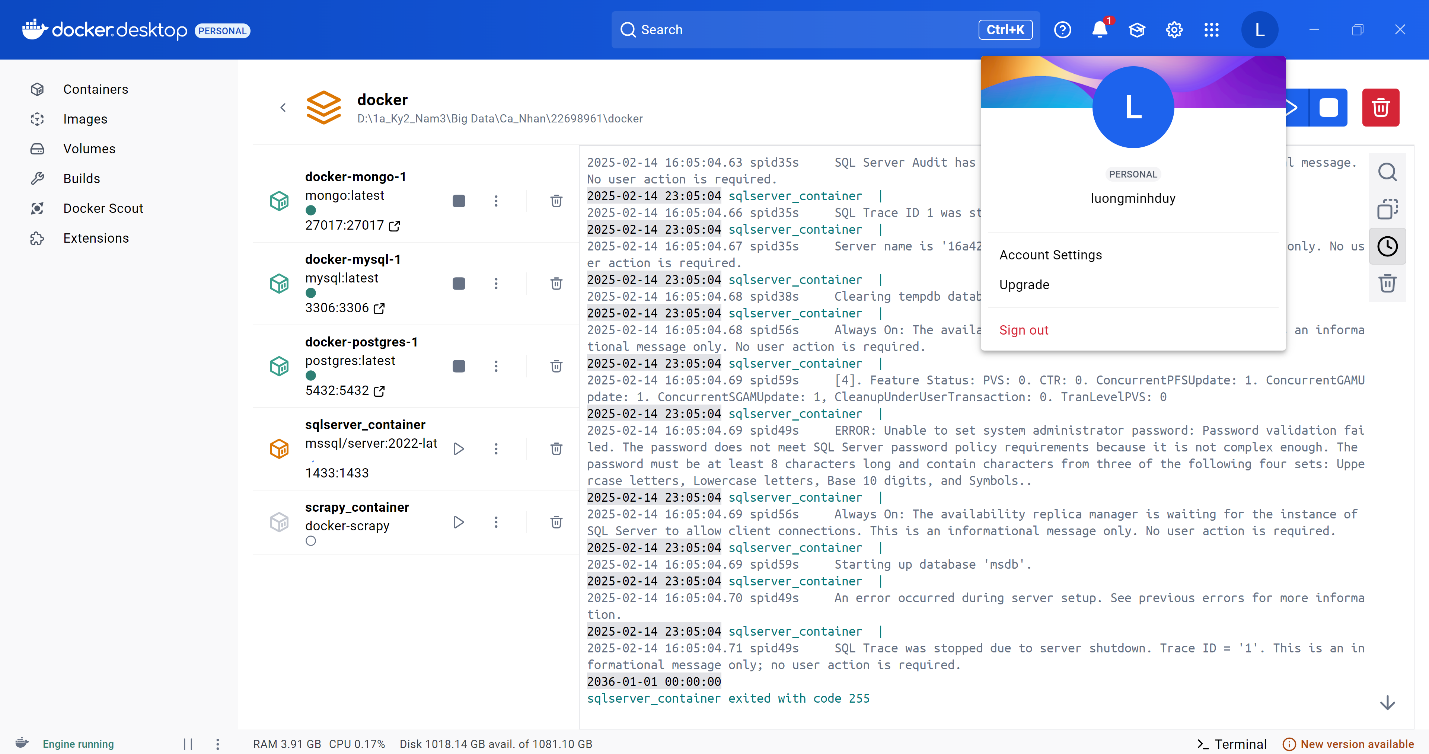 docker.desktop PERSONAL
Search
Ctrl+K
1
L
Containers
Images
Volumes
Builds
Docker Scout
Extensions
docker
D:\1a_Ky2_Nam3\Big Data\Ca_Nhan\22698961\docker
docker-mongo-1
mongo:latest
27017:27017
docker-mysql-1
mysql:latest
3306:3306
docker-postgres-1
postgres:latest
5432:5432
sqlserver_container
mssql/server:2022-lat
1433:1433
scrapy_container
docker-scrapy
2025-02-14 16:05:04.63 spid35s SQL Server Audit has l message.
No user action is required.
2025-02-14 23:05:04 sqlserver_container |
2025-02-14 16:05:04.66 spid35s SQL Trace ID 1 was st
2025-02-14 23:05:04 sqlserver_container |
2025-02-14 16:05:04.67 spid35s Server name is '16a42 only. No us
er action is required.
2025-02-14 23:05:04 sqlserver_container |
2025-02-14 16:05:04.68 spid38s Clearing tempdb datab
2025-02-14 23:05:04 sqlserver_container |
2025-02-14 16:05:04.68 spid56s Always On: The availa an informa
tional message only. No user action is required.
2025-02-14 23:05:04 sqlserver_container |
2025-02-14 16:05:04.69 spid59s [4]. Feature Status: PVS: 0. CTR: 0. ConcurrentPFSUpdate: 1. ConcurrentGAMU
pdate: 1. ConcurrentSGAMUpdate: 1, CleanupUnderUserTransaction: 0. TranLevelPVS: 0
2025-02-14 23:05:04 sqlserver_container |
2025-02-14 16:05:04.69 spid49s ERROR: Unable to set system administrator password: Password validation fai
led. The password does not meet SQL Server password policy requirements because it is not complex enough. The
password must be at least 8 characters long and contain characters from three of the following four sets: Uppe
rcase letters, Lowercase letters, Base 10 digits, and Symbols..
2025-02-14 23:05:04 sqlserver_container |
2025-02-14 16:05:04.69 spid56s Always On: The availability replica manager is waiting for the instance of
SQL Server to allow client connections. This is an informational message only. No user action is required.
2025-02-14 23:05:04 sqlserver_container |
2025-02-14 16:05:04.69 spid59s Starting up database 'msdb'.
2025-02-14 23:05:04 sqlserver_container |
2025-02-14 16:05:04.70 spid49s An error occurred during server setup. See previous errors for more informa
tion.
2025-02-14 23:05:04 sqlserver_container |
2025-02-14 16:05:04.71 spid49s SQL Trace was stopped due to server shutdown. Trace ID = '1'. This is an in
formational message only; no user action is required.
2036-01-01 00:00:00
sqlserver_container exited with code 255
L
PERSONAL
luongminhduy
Account Settings
Upgrade
Sign out
Engine running
RAM 3.91 GB CPU 0.17% Disk 1018.14 GB avail. of 1081.10 GB
Terminal
New version available